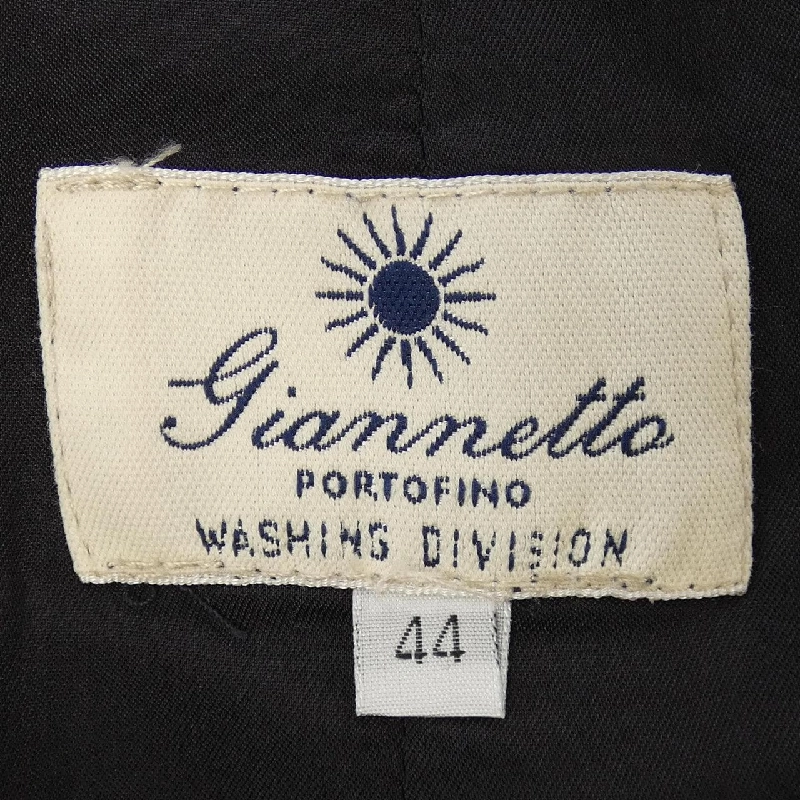 Giannetto
PORTOFINO
WASHING DIVISION
44